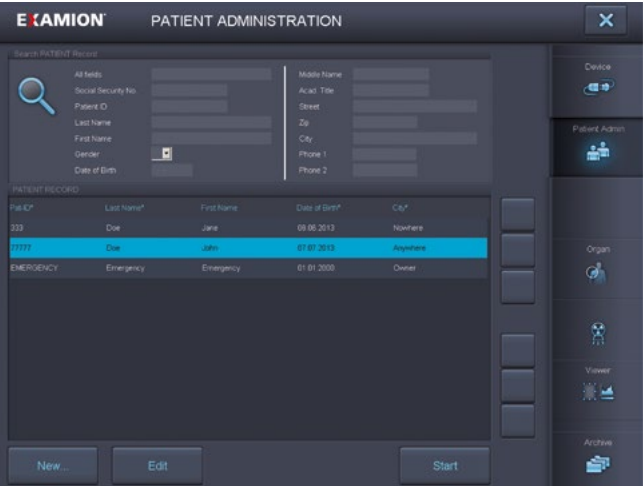 EXAMION PATIENT ADMINISTRATION
Search PATIENT Record
All fields
Social Security No.
Patient ID
Last Name
First Name
Gender
Date of Birth
Middle Name
Acad. Title
Street
Zip
City
Phone 1
Phone 2
PATIENT RECORD
Pat-ID* Last Name* First Name Date of Birth* City*
333 Doe Jane 08.08.2013 Nowhere
77777 Doe John 07.07.2013 Anywhere
EMERGENCY Emergency Emergency 01.01.2000 Owner
New... Edit Start
Device
Patient Admin
Organ
Viewer
Archive